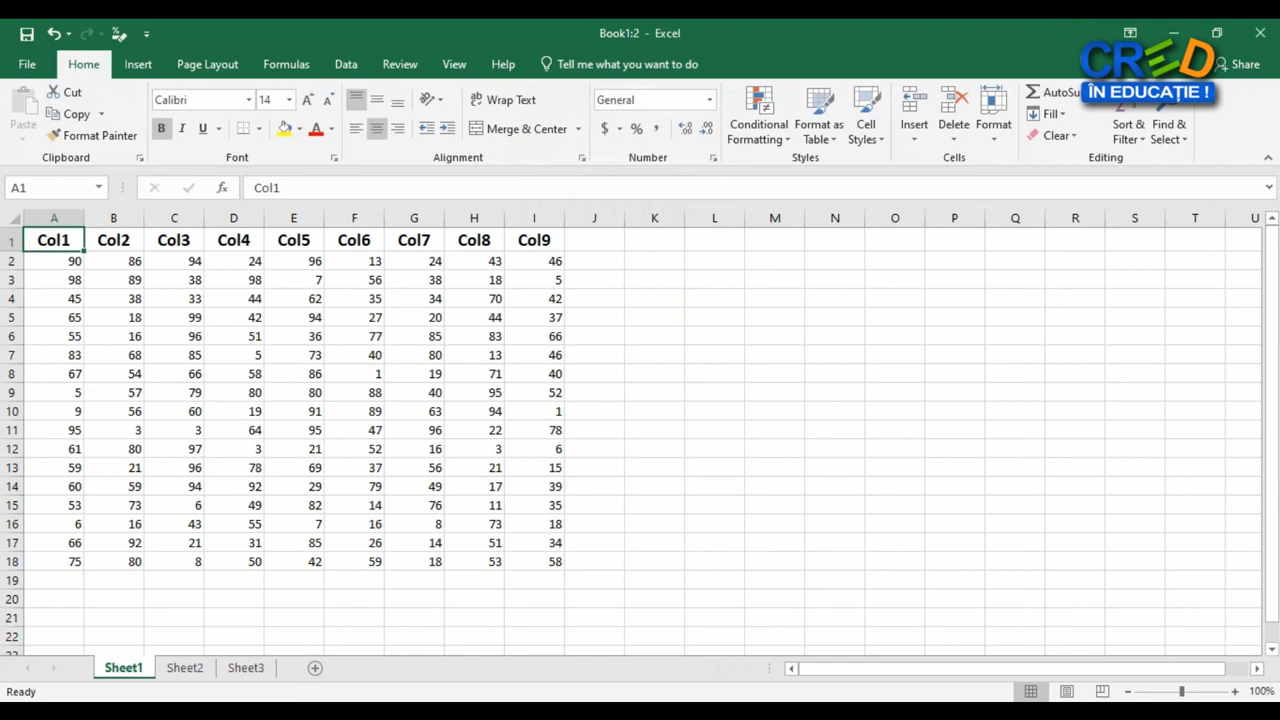 Book1:2 - Excel
CRED
ÎN EDUCAȚIE !
File Home Insert Page Layout Formulas Data Review View Help Tell me what you want to do Share
Paste
Cut
Copy
Format Painter
Clipboard
Calibri 14
B I U
Font
Wrap Text
Merge & Center
Alignment
General
$ % ,
Number
Conditional Formatting
Format as Table
Cell Styles
Styles
Insert Delete Format
Cells
AutoSu
Fill
Clear
Sort & Filter
Find & Select
Editing
A1 fx Col1
A B C D E F G H I J K L M N O P Q R S T U
1 Col1 Col2 Col3 Col4 Col5 Col6 Col7 Col8 Col9
2 90 86 94 24 96 13 24 43 46
3 98 89 38 98 7 56 38 18 5
4 45 38 33 44 62 35 34 70 42
5 65 18 99 42 94 27 20 44 37
6 55 16 96 51 36 77 85 83 66
7 83 68 85 5 73 40 80 13 46
8 67 54 66 58 86 1 19 71 40
9 5 57 79 80 80 88 40 95 52
10 9 56 60 19 91 89 63 94 1
11 95 3 3 64 95 47 96 22 78
12 61 80 97 3 21 52 16 3 6
13 59 21 96 78 69 37 56 21 15
14 60 59 94 92 29 79 49 17 39
15 53 73 6 49 82 14 76 11 35
16 6 16 43 55 7 16 8 73 18
17 66 92 21 31 85 26 14 51 34
18 75 80 8 50 42 59 18 53 58
19
20
21
22
Sheet1 Sheet2 Sheet3
Ready 100%